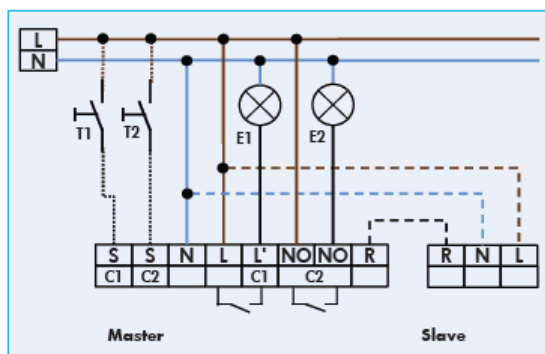 L
N
T1 T2 E1 E2
S S N L L' NO NO R R N L
C1 C2 C1 C2
Master Slave